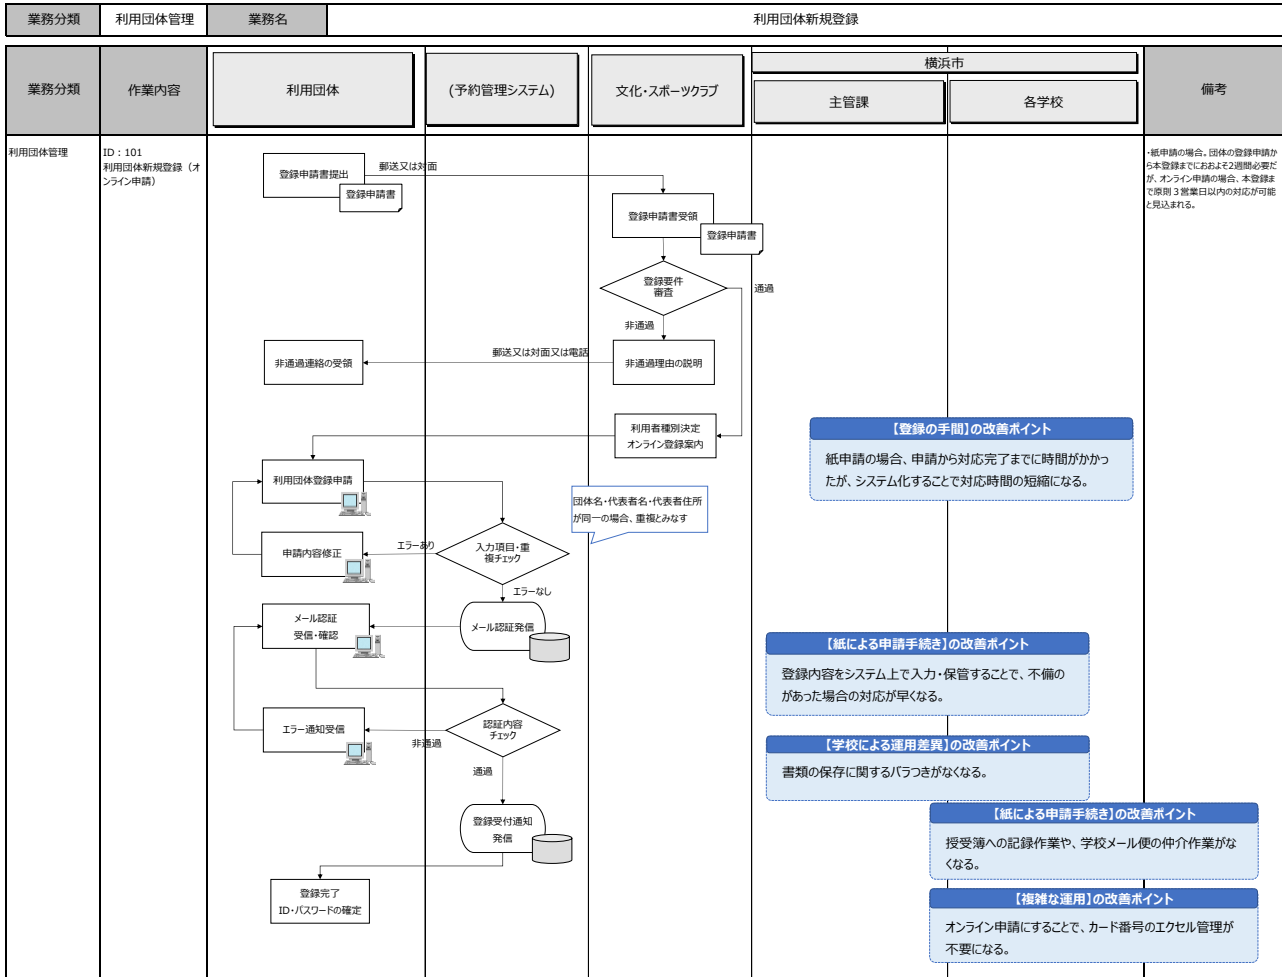 業務分類
利用団体管理
業務名
利用団体新規登録
業務分類
作業内容
利用団体
(予約管理システム)
文化・スポーツクラブ
横浜市
主管課
各学校
備考
利用団体管理
ID：101
利用団体新規登録（オ
ンライン申請）
・紙申請の場合。団体の登録申請か
ら本登録までにおおよそ2週間必要だ
が、オンライン申請の場合、本登録ま
で原則３営業日以内の対応が可能
と見込まれる。
登録申請書提出
登録申請書
郵送又は対面
登録申請書受領
登録申請書
登録要件
審査
通過
非通過
非通過理由の説明
郵送又は対面又は電話
非通過連絡の受領
利用者種別決定
オンライン登録案内
【登録の手間】の改善ポイント
紙申請の場合、申請から対応完了までに時間がかかっ
たが、システム化することで対応時間の短縮になる。
利用団体登録申請
団体名・代表者名・代表者住所
が同一の場合、重複とみなす
入力項目・重
複チェック
エラーあり
申請内容修正
エラーなし
メール認証発信
メール認証
受信・確認
【紙による申請手続き】の改善ポイント
登録内容をシステム上で入力・保管することで、不備の
があった場合の対応が早くなる。
認証内容
チェック
非通過
エラー通知受信
通過
【学校による運用差異】の改善ポイント
書類の保存に関するバラつきがなくなる。
登録受付通知
発信
【紙による申請手続き】の改善ポイント
授受簿への記録作業や、学校メール便の仲介作業がな
くなる。
登録完了
ID・パスワードの確定
【複雑な運用】の改善ポイント
オンライン申請にすることで、カード番号のエクセル管理が
不要になる。